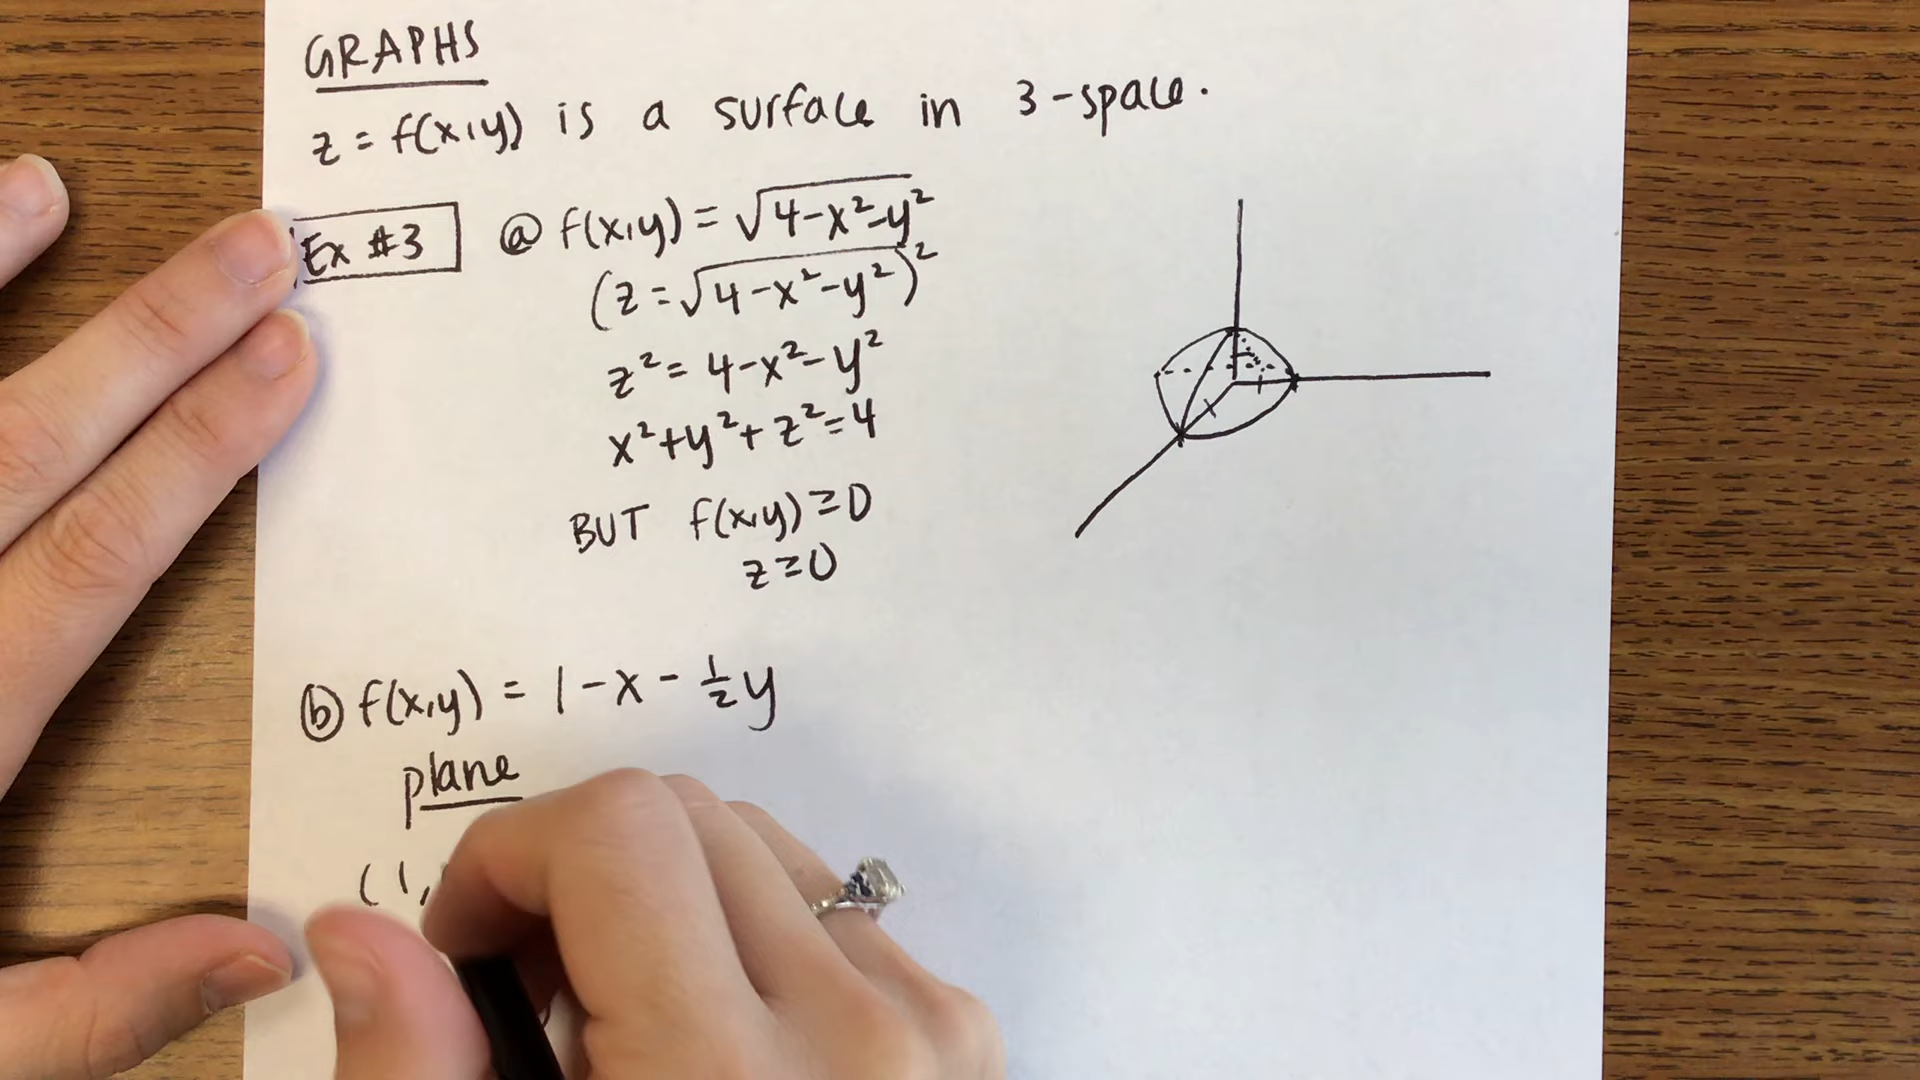 GRAPHS
z = f(x,y) is a surface in 3-space.
Ex #3
ⓐ f(x,y) = √4-x²-y²
(z = √4-x²-y²)²
z² = 4-x²-y²
x²+y²+z²=4
BUT f(x,y) ≥ 0
z ≥ 0
ⓑ f(x,y) = 1 - x - ½y
plane
(1,